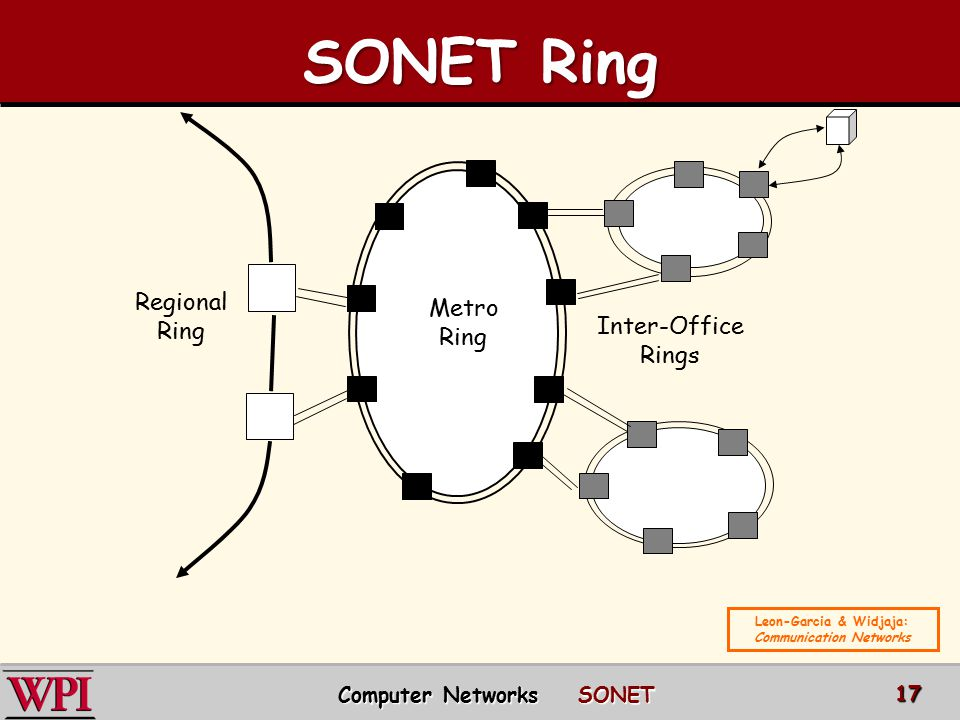 SONET Ring
Regional
Ring
Metro
Ring
Inter-Office
Rings
Leon-Garcia & Widjaja:
Communication Networks
WPI
Computer Networks SONET
17